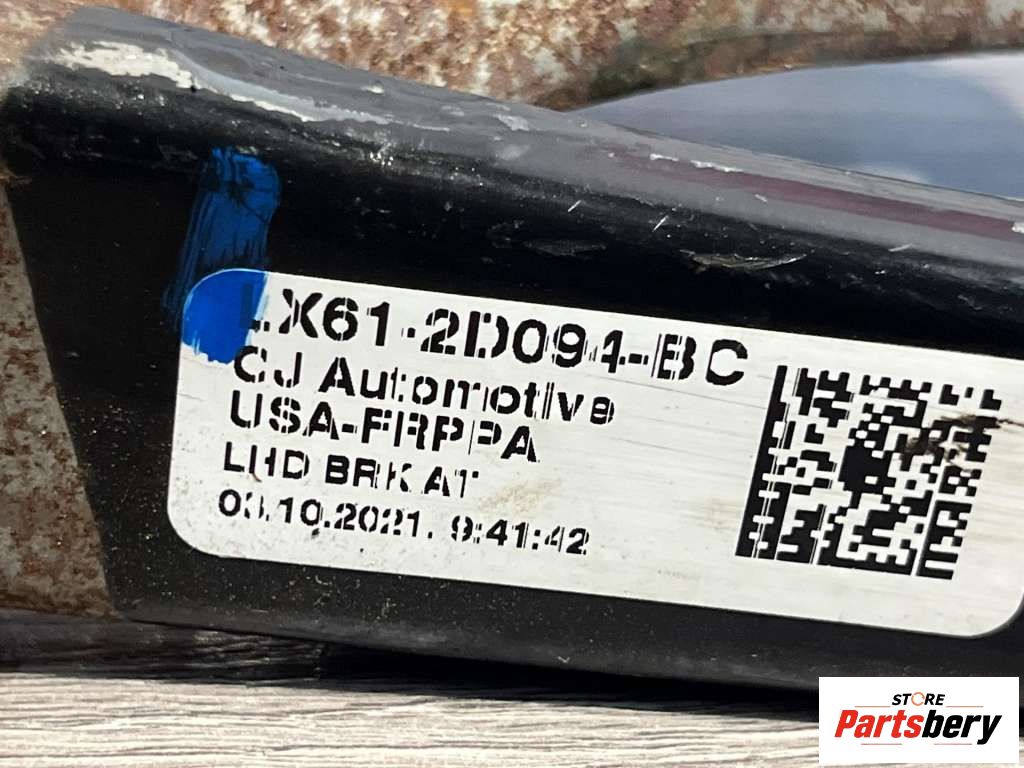 LX61-2D094-BC
CJ Automotive
USA-FRPPA
LHD BRK AT
03.10.2021. 9:41:42
STORE
Partsbery